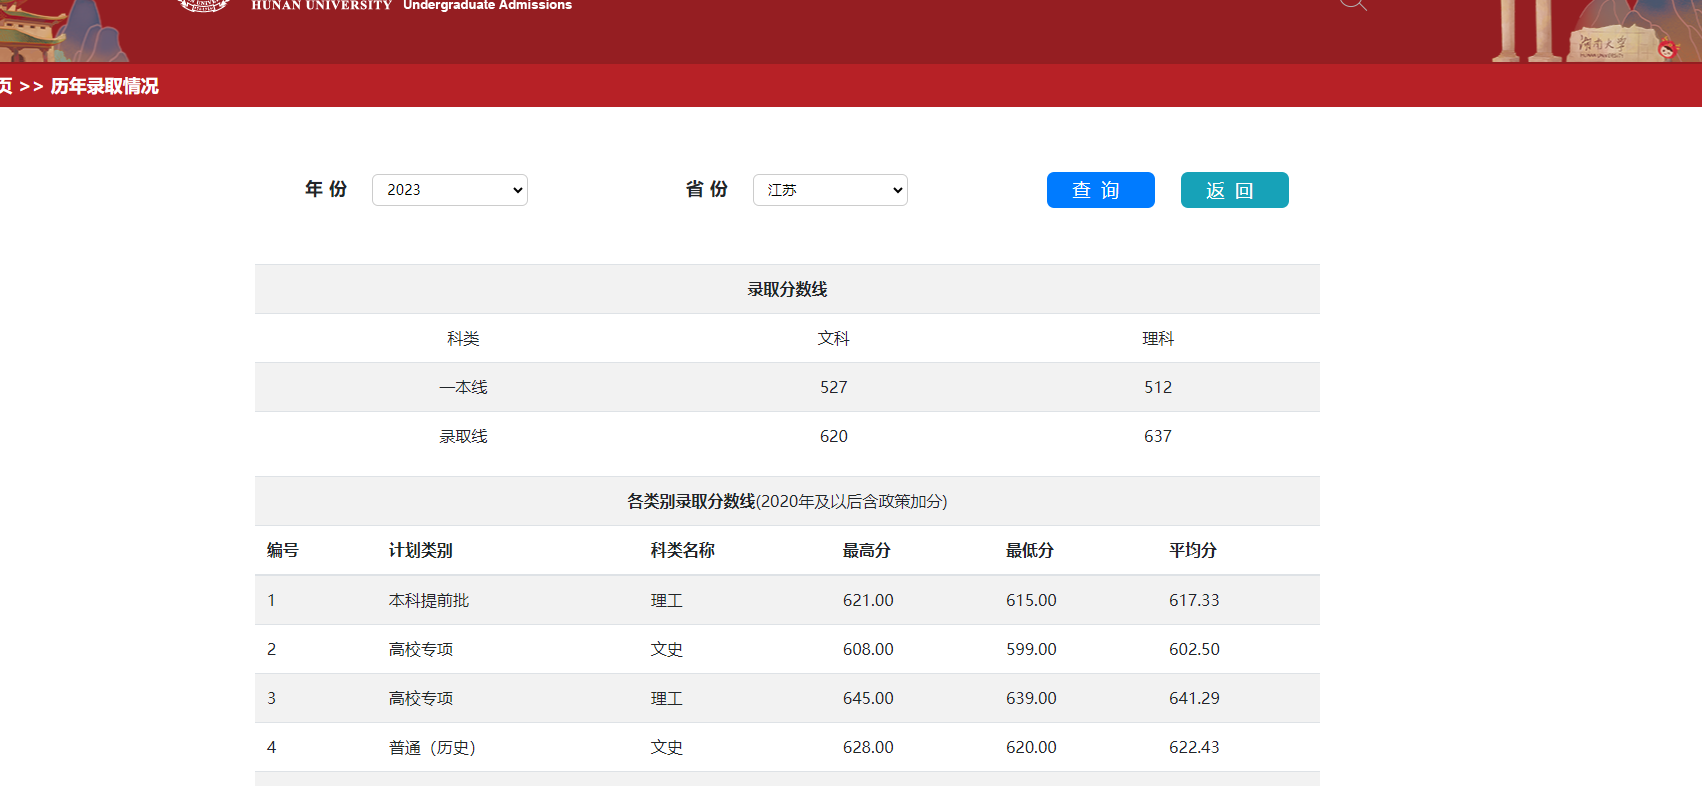 HUNAN UNIVERSITY Undergraduate Admissions
页 >> 历年录取情况
年 份 2023 省 份 江苏 查 询 返 回
录取分数线
科类 文科 理科
一本线 527 512
录取线 620 637
各类别录取分数线(2020年及以后含政策加分)
编号 计划类别 科类名称 最高分 最低分 平均分
1 本科提前批 理工 621.00 615.00 617.33
2 高校专项 文史 608.00 599.00 602.50
3 高校专项 理工 645.00 639.00 641.29
4 普通（历史） 文史 628.00 620.00 622.43